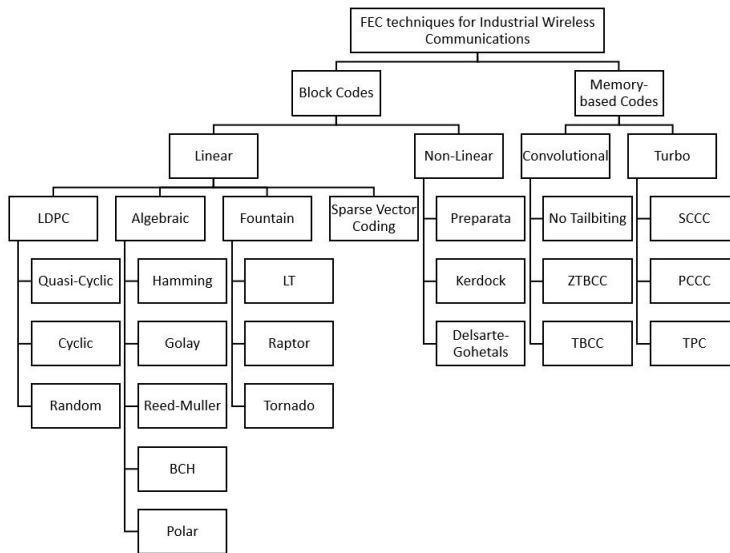 FEC techniques for Industrial Wireless
Communications
Block Codes
Memory-
based Codes
Linear
Non-Linear
Convolutional
Turbo
LDPC
Algebraic
Fountain
Sparse Vector
Coding
Preparata
No Tailbiting
SCCC
Quasi-Cyclic
Hamming
LT
Kerdock
ZTBCC
PCCC
Cyclic
Golay
Raptor
Delsarte-
Gohetals
TBCC
TPC
Random
Reed-Muller
Tornado
BCH
Polar